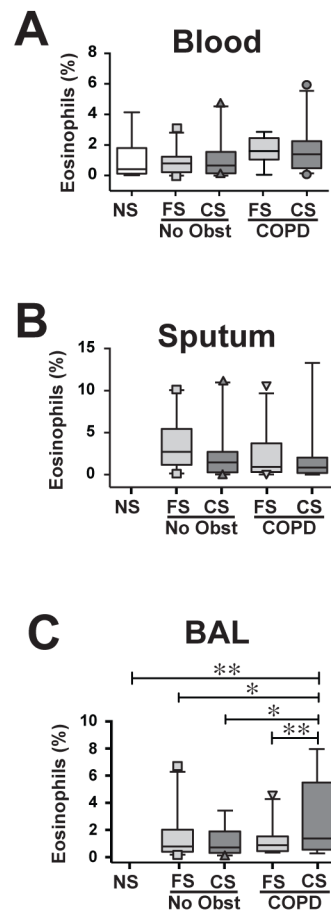 A
Blood
Eosinophils (%)
8
6
4
2
0
NS
FS
CS
FS
CS
No Obst
COPD
B
Sputum
Eosinophils (%)
15
10
5
0
NS
FS
CS
FS
CS
No Obst
COPD
C
BAL
**
*
*
**
Eosinophils (%)
10
8
6
4
2
0
NS
FS
CS
FS
CS
No Obst
COPD